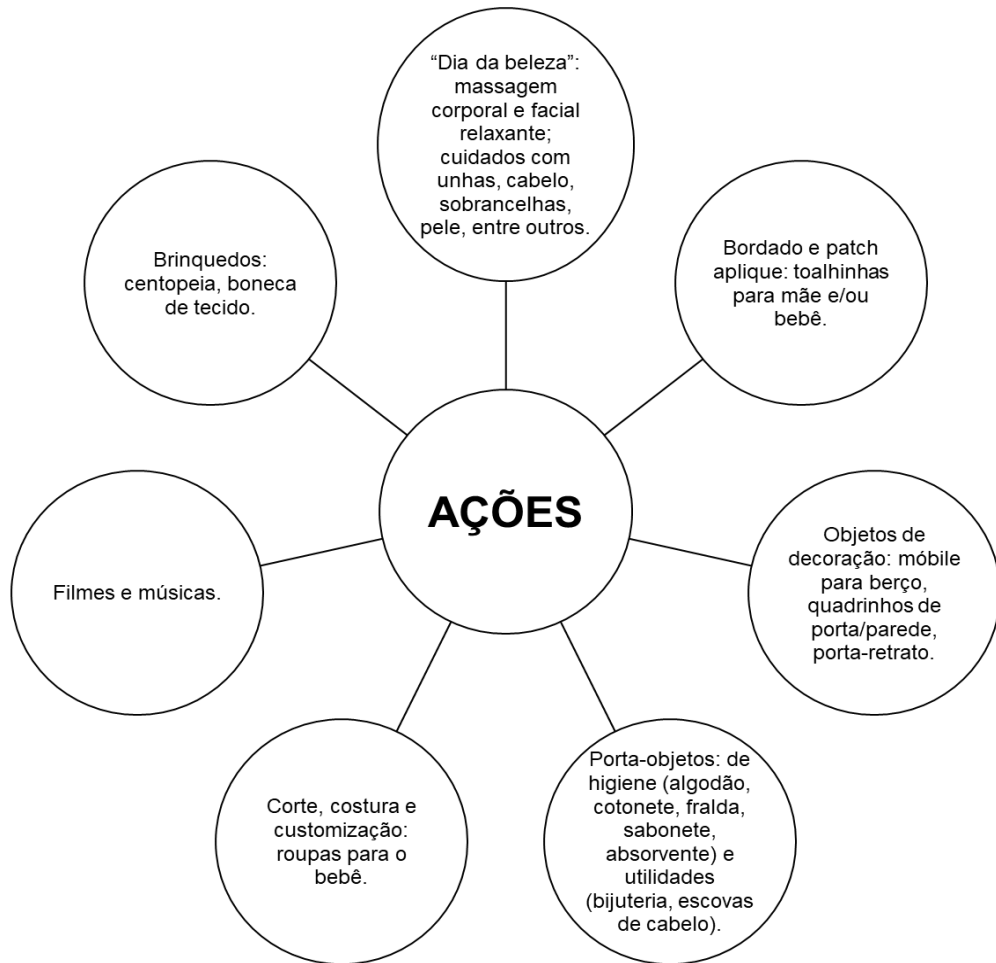 “Dia da beleza”:
massagem
corporal e facial
relaxante;
cuidados com
unhas, cabelo,
sobrancelhas,
pele, entre outros.
Bordado e patch
aplique: toalhinhas
para mãe e/ou
bebê.
Objetos de
decoração: móbile
para berço,
quadrinhos de
porta/parede,
porta-retrato.
Porta-objetos: de
higiene (algodão,
cotonete, fralda,
sabonete,
absorvente) e
utilidades
(bijuteria, escovas
de cabelo).
Corte, costura e
customização:
roupas para o
bebê.
Filmes e músicas.
Brinquedos:
centopeia, boneca
de tecido.
AÇÕES